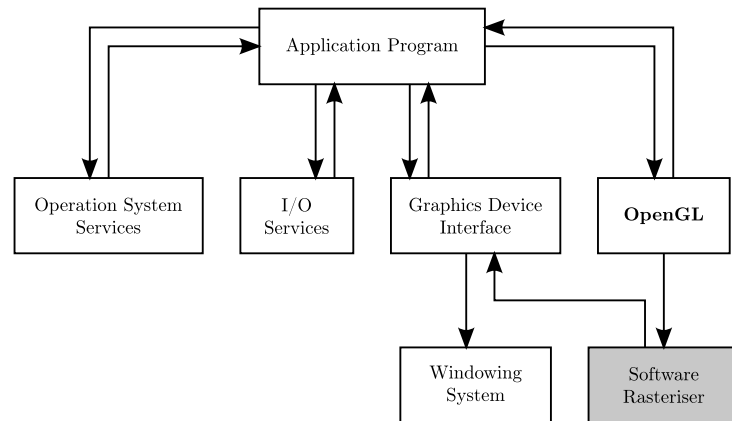 Application Program
Operation System
Services
I/O
Services
Graphics Device
Interface
OpenGL
Windowing
System
Software
Rasteriser